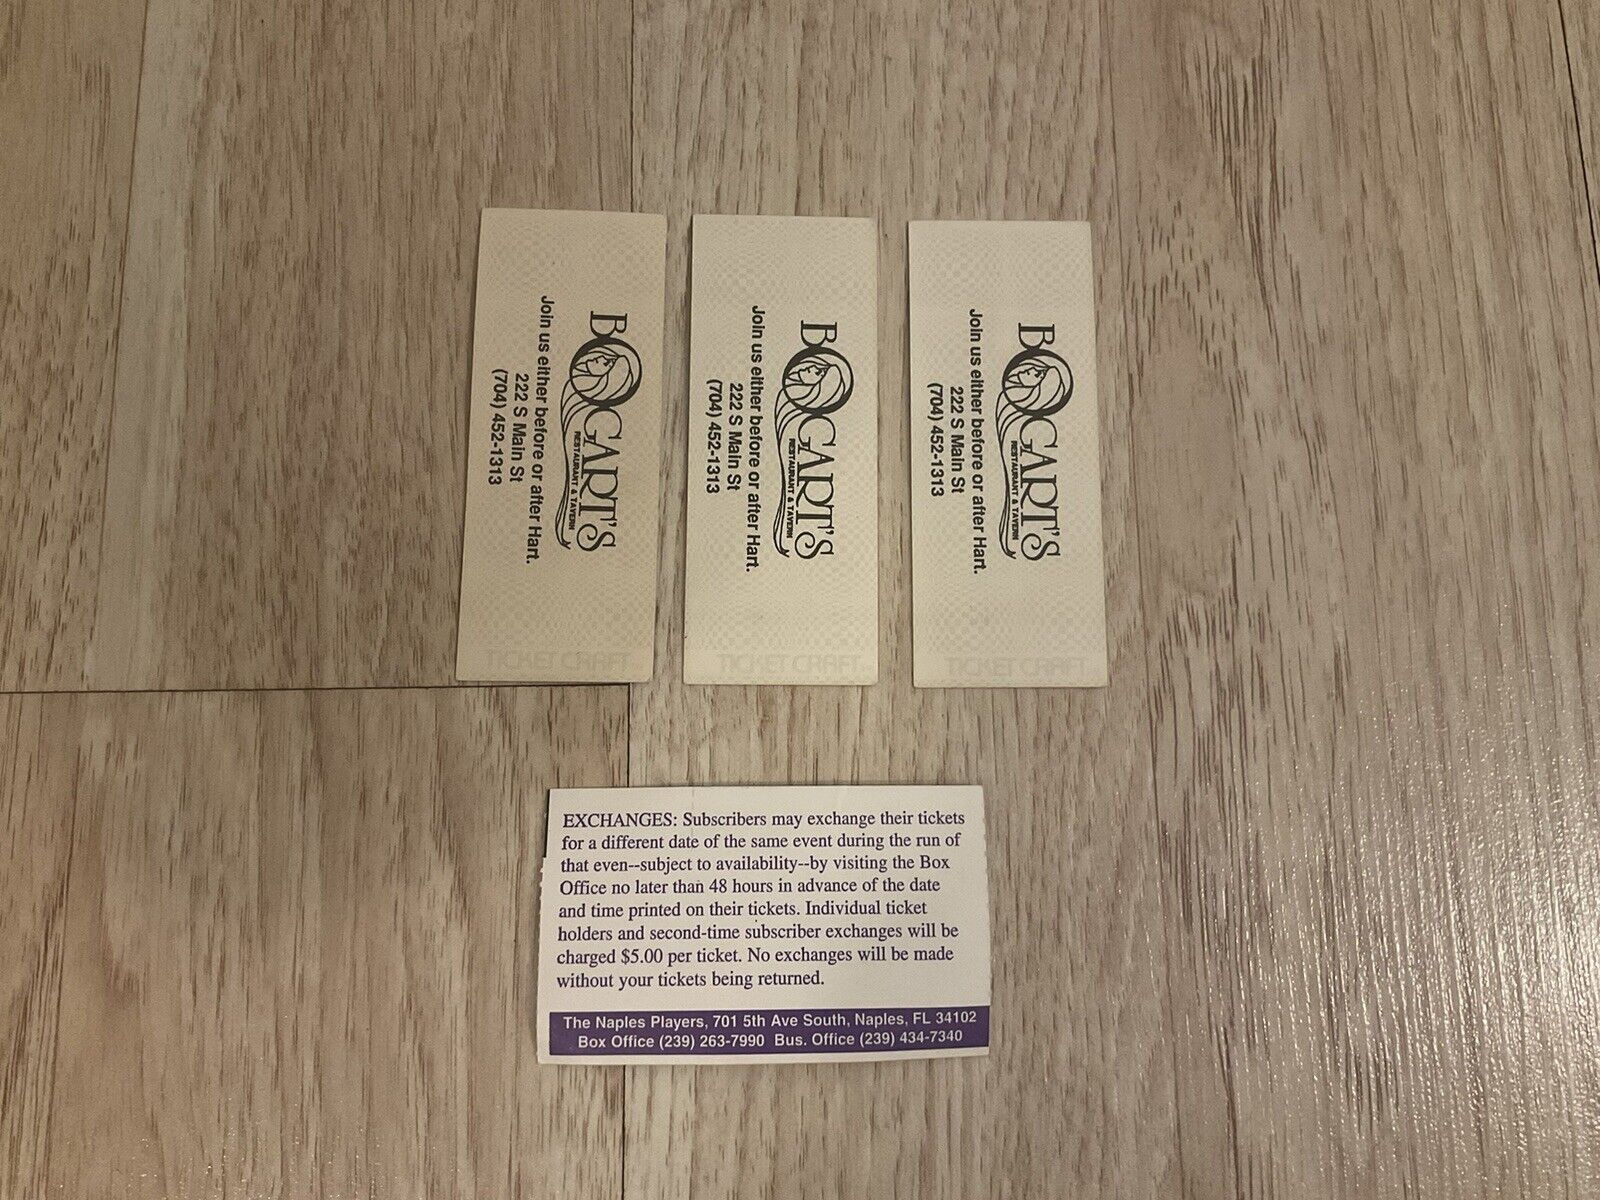 BOGART'S
RESTAURANT & TAVERN
Join us either before or after Hart.
222 S Main St
(704) 452-1313
TICKET CRAFT
BOGART'S
RESTAURANT & TAVERN
Join us either before or after Hart.
222 S Main St
(704) 452-1313
TICKET CRAFT
BOGART'S
RESTAURANT & TAVERN
Join us either before or after Hart.
222 S Main St
(704) 452-1313
TICKET CRAFT
EXCHANGES: Subscribers may exchange their tickets
for a different date of the same event during the run of
that even--subject to availability--by visiting the Box
Office no later than 48 hours in advance of the date
and time printed on their tickets. Individual ticket
holders and second-time subscriber exchanges will be
charged $5.00 per ticket. No exchanges will be made
without your tickets being returned.
The Naples Players, 701 5th Ave South, Naples, FL 34102
Box Office (239) 263-7990 Bus. Office (239) 434-7340